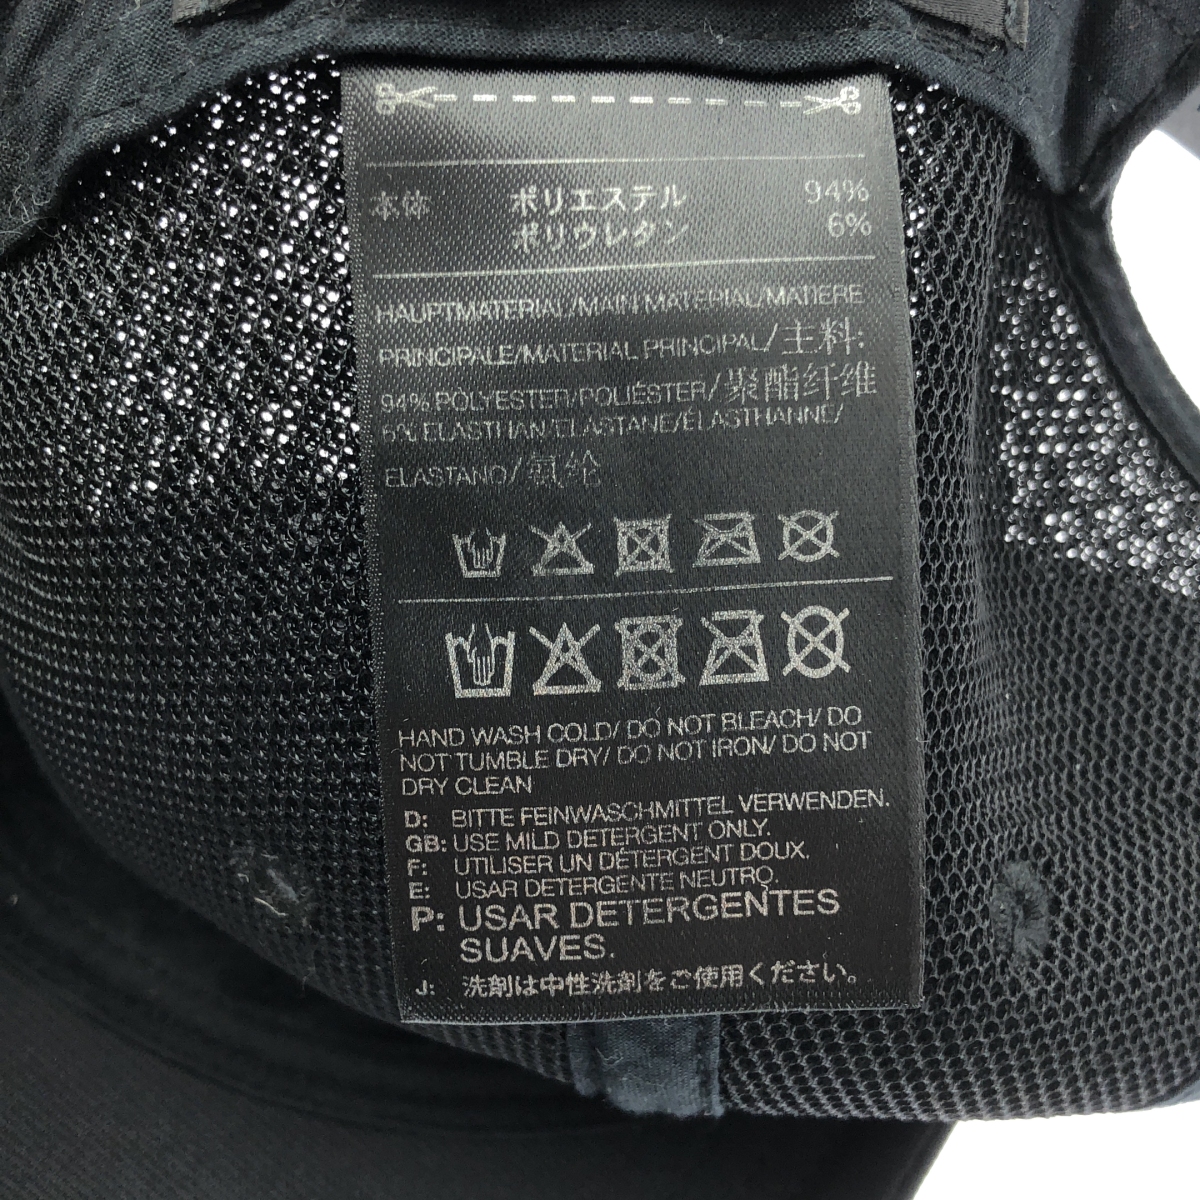 本体 ポリエステル 94%
ポリウレタン 6%
HAUPTMATERIAL/MAIN MATERIAL/MATIERE
PRINCIPALE/MATERIAL PRINCIPAL/主料:
94% POLYESTER/POLIÉSTER/聚酯纤维
6% ELASTHAN/ELASTANE/ÉLASTHANNE/
ELASTANO/氨纶
HAND WASH COLD/ DO NOT BLEACH/ DO
NOT TUMBLE DRY/ DO NOT IRON/ DO NOT
DRY CLEAN
D: BITTE FEINWASCHMITTEL VERWENDEN.
GB: USE MILD DETERGENT ONLY.
F: UTILISER UN DÉTERGENT DOUX.
E: USAR DETERGENTE NEUTRO.
P: USAR DETERGENTES
SUAVES.
J: 洗剤は中性洗剤をご使用ください。